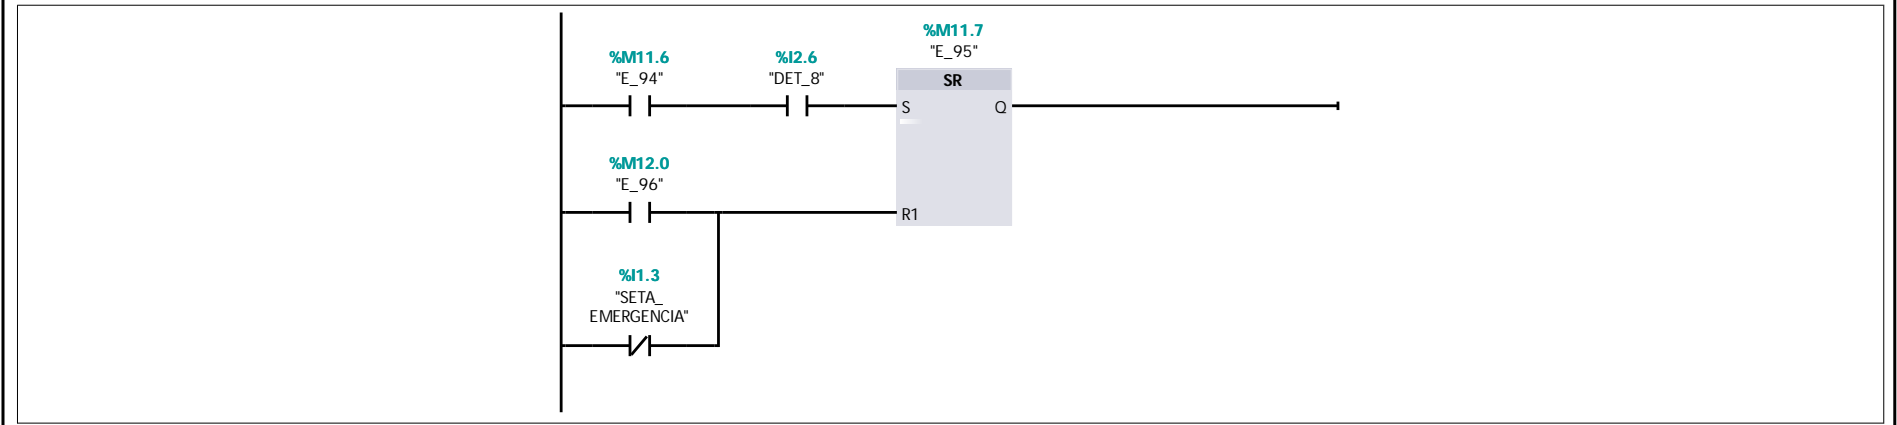 %M11.7
"E_95"
%M11.6
"E_94"
%I2.6
"DET_8"
SR
S
Q
%M12.0
"E_96"
R1
%I1.3
"SETA_
EMERGENCIA"